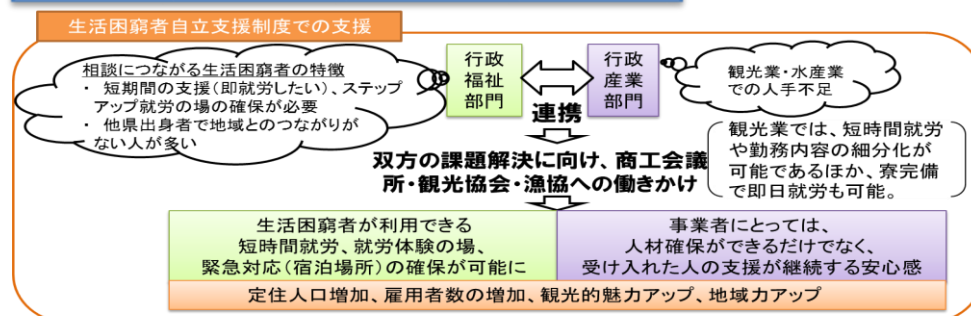 生活困窮者自立支援制度での支援
相談につながる生活困窮者の特徴
・ 短期間の支援(即就労したい)、ステップ
アップ就労の場の確保が必要
・ 他県出身者で地域とのつながりが
ない人が多い
行政
福祉
部門
行政
産業
部門
連携
観光業・水産業
での人手不足
観光業では、短時間就労
や勤務内容の細分化が
可能であるほか、寮完備
で即日就労も可能。
双方の課題解決に向け、商工会議
所・観光協会・漁協への働きかけ
生活困窮者が利用できる
短時間就労、就労体験の場、
緊急対応(宿泊場所)の確保が可能に
事業者にとっては、
人材確保ができるだけでなく、
受け入れた人の支援が継続する安心感
定住人口増加、雇用者数の増加、観光的魅力アップ、地域力アップ